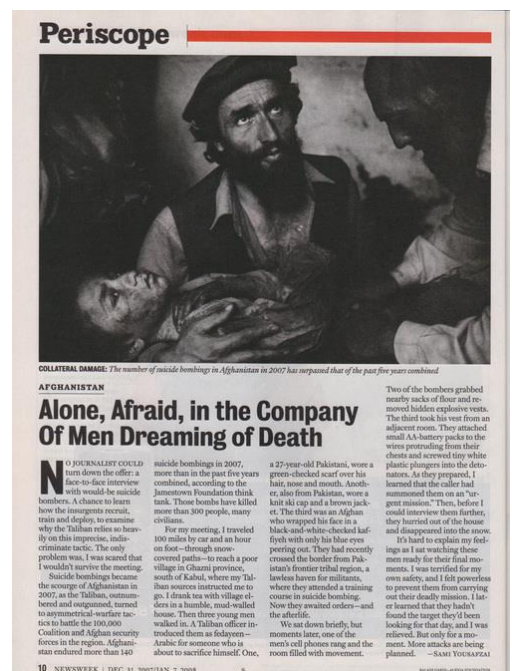 Periscope
COLLATERAL DAMAGE: The number of suicide bombings in Afghanistan in 2007 has surpassed that of the past five years combined
AFGHANISTAN
Alone, Afraid, in the Company
Of Men Dreaming of Death
NO JOURNALIST COULD
turn down the offer: a
face-to-face interview
with would-be suicide
bombers. A chance to learn
how the insurgents recruit,
train and deploy, to examine
why the Taliban relies so heav-
ily on this imprecise, indis-
criminate tactic. The only
problem was, I was scared that
I wouldn't survive the meeting.
Suicide bombings became
the scourge of Afghanistan in
2007, as the Taliban, outnum-
bered and outgunned, turned
to asymmetrical-warfare tac-
tics to battle the 100,000
Coalition and Afghan security
forces in the region. Afghani-
stan endured more than 140
suicide bombings in 2007,
more than in the past five years
combined, according to the
Jamestown Foundation think
tank. Those bombs have killed
more than 300 people, many
civilians.
For my meeting, I traveled
100 miles by car and an hour
on foot—through snow-
covered paths—to reach a poor
village in Ghazni province,
south of Kabul, where my Tal-
iban sources instructed me to
go. I drank tea with village el-
ders in a humble, mud-walled
house. Then three young men
walked in. A Taliban officer in-
troduced them as fedayeen—
Arabic for someone who is
about to sacrifice himself. One,
a 27-year-old Pakistani, wore a
green-checked scarf over his
hair, nose and mouth. Anoth-
er, also from Pakistan, wore a
knit ski cap and a brown jack-
et. The third was an Afghan
who wrapped his face in a
black-and-white-checked kaf-
fiyeh with only his blue eyes
peering out. They had recently
crossed the border from Pak-
istan's frontier tribal region, a
lawless haven for militants,
where they attended a training
course in suicide bombing.
Now they awaited orders—and
the afterlife.
We sat down briefly, but
moments later, one of the
men's cell phones rang and the
room filled with movement.
Two of the bombers grabbed
nearby sacks of flour and re-
moved hidden explosive vests.
The third took his vest from an
adjacent room. They attached
small AA-battery packs to the
wires protruding from their
chests and screwed tiny white
plastic plungers into the deto-
nators. As they prepared, I
learned that the caller had
summoned them on an "ur-
gent mission." Then, before I
could interview them further,
they hurried out of the house
and disappeared into the snow.
It's hard to explain my feel-
ings as I sat watching these
men ready for their final mo-
ments. I was terrified for my
own safety, and I felt powerless
to prevent them from carrying
out their deadly mission. I lat-
er learned that they hadn't
found the target they'd been
looking for that day, and I was
relieved. But only for a mo-
ment. More attacks are being
planned. —SAMI YOUSAFZAI
10 NEWSWEEK | DEC. 31, 2007/JAN. 7, 2008